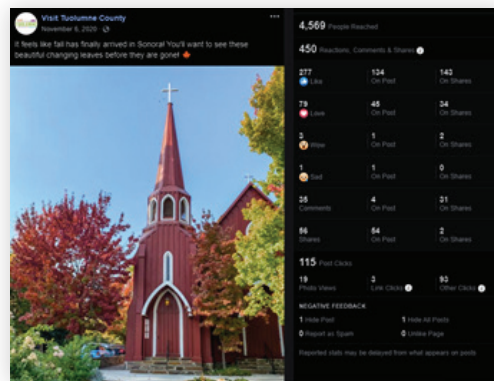 Visit Tuolumne County
November 6, 2020
It feels like fall has finally arrived in Sonora! You'll want to see these
beautiful changing leaves before they are gone! 🍁
4,569 People Reached
450 Reactions, Comments & Shares
277 Like
134 On Post
143 On Shares
79 Love
45 On Post
34 On Shares
3 Wow
1 On Post
2 On Shares
1 Sad
1 On Post
0 On Shares
35 Comments
4 On Post
31 On Shares
56 Shares
54 On Post
2 On Shares
115 Post Clicks
19 Photo Views
3 Link Clicks
93 Other Clicks
NEGATIVE FEEDBACK
1 Hide Post
1 Hide All Posts
0 Report as Spam
0 Unlike Page
Reported stats may be delayed from what appears on posts